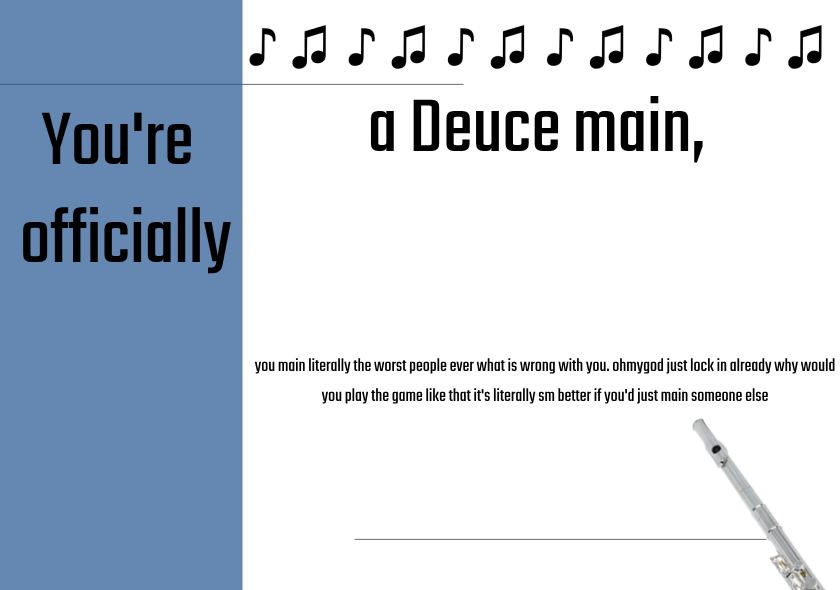 You're
officially
a Deuce main,
you main literally the worst people ever what is wrong with you. ohmygod just lock in already why would
you play the game like that it's literally sm better if you'd just main someone else